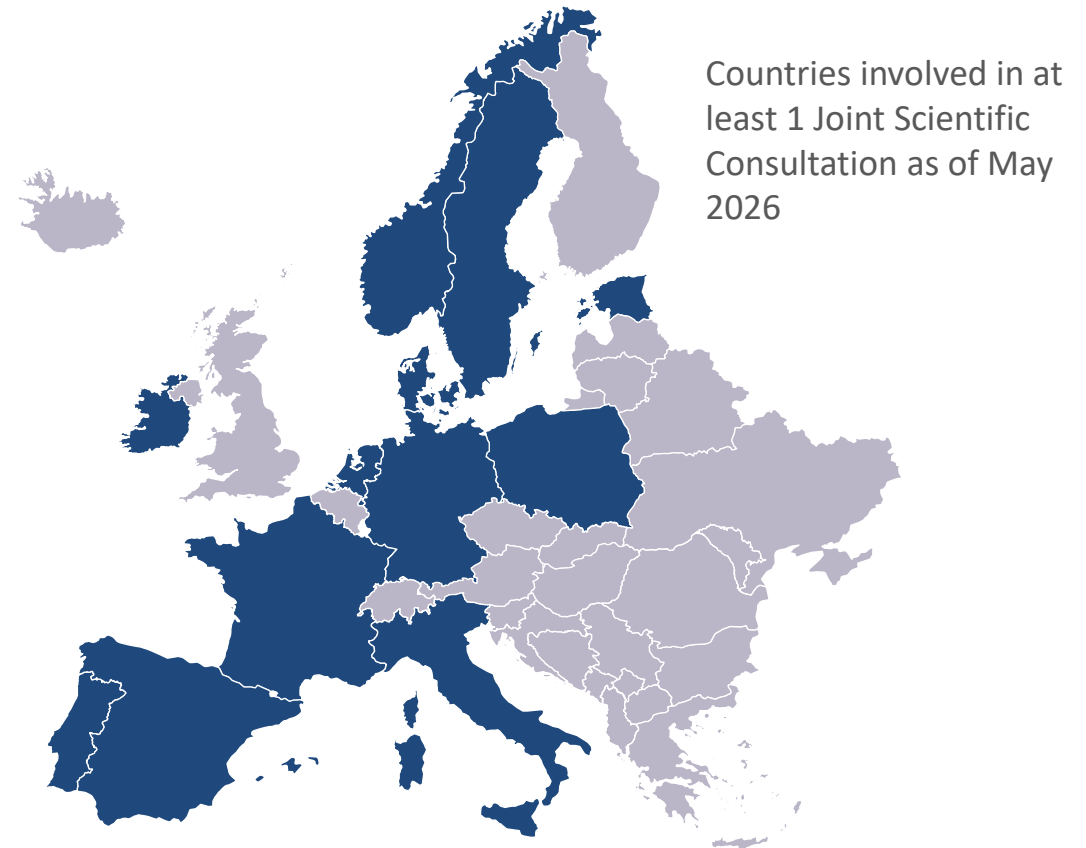 Countries involved in at
least 1 Joint Scientific
Consultation as of May
2026